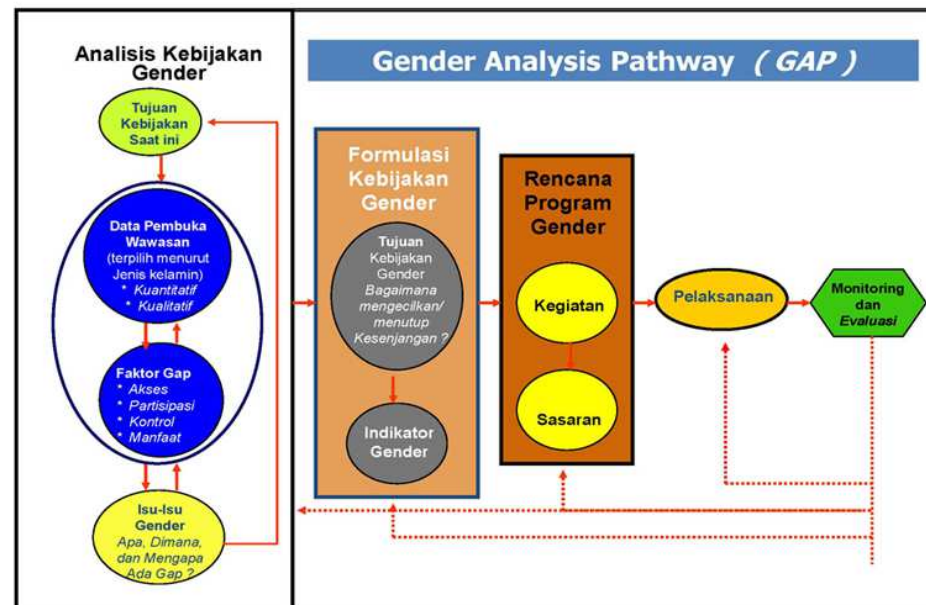 Analisis Kebijakan
Gender
Tujuan
Kebijakan
Saat ini
Data Pembuka
Wawasan
(terpilih menurut
Jenis kelamin)
* Kuantitatif
* Kualitatif
Faktor Gap
* Akses
* Partisipasi
* Kontrol
* Manfaat
Isu-Isu
Gender
Apa, Dimana,
dan Mengapa
Ada Gap ?
Gender Analysis Pathway ( GAP )
Formulasi
Kebijakan
Gender
Tujuan
Kebijakan
Gender
Bagaimana
mengecilkan/
menutup
Kesenjangan ?
Indikator
Gender
Rencana
Program
Gender
Kegiatan
Sasaran
Pelaksanaan
Monitoring
dan
Evaluasi